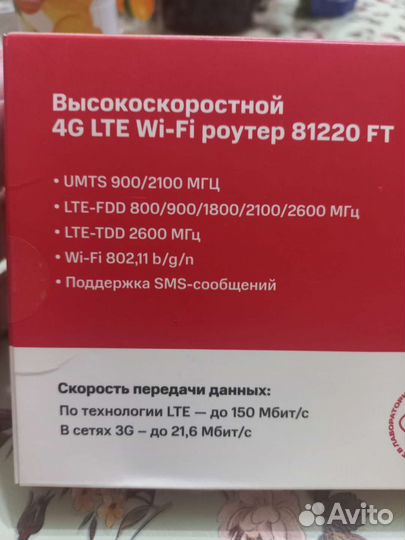 Высокоскоростной
4G LTE Wi-Fi роутер 81220 FT
• UMTS 900/2100 МГЦ
• LTE-FDD 800/900/1800/2100/2600 МГц
• LTE-TDD 2600 МГц
• Wi-Fi 802,11 b/g/n
• Поддержка SMS-сообщений
Скорость передачи данных:
По технологии LTE — до 150 Мбит/с
В сетях 3G – до 21,6 Мбит/с
Avito